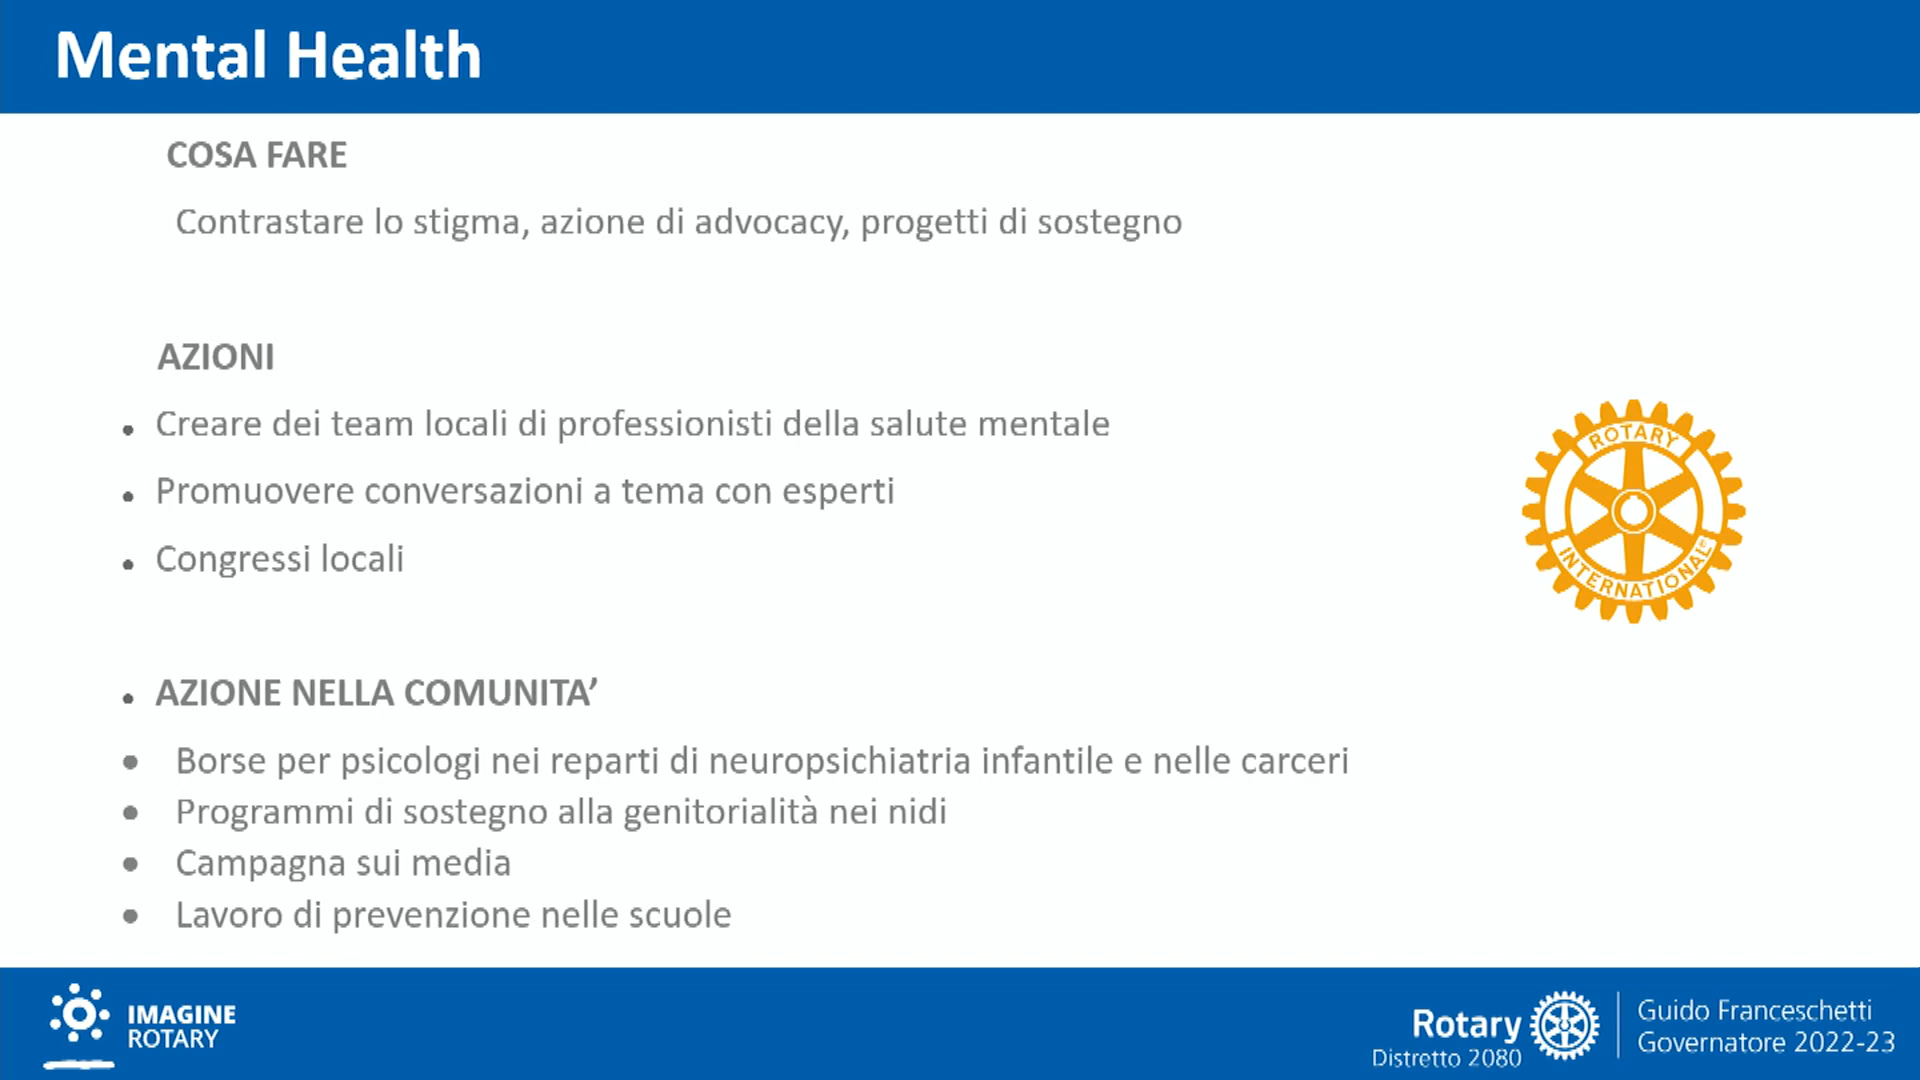 Mental Health
COSA FARE
Contrastare lo stigma, azione di advocacy, progetti di sostegno
AZIONI
• Creare dei team locali di professionisti della salute mentale
• Promuovere conversazioni a tema con esperti
• Congressi locali
ROTARY
INTERNATIONAL
• AZIONE NELLA COMUNITA’
• Borse per psicologi nei reparti di neuropsichiatria infantile e nelle carceri
• Programmi di sostegno alla genitorialità nei nidi
• Campagna sui media
• Lavoro di prevenzione nelle scuole
IMAGINE
ROTARY
Rotary
Distretto 2080
Guido Franceschetti
Governatore 2022-23